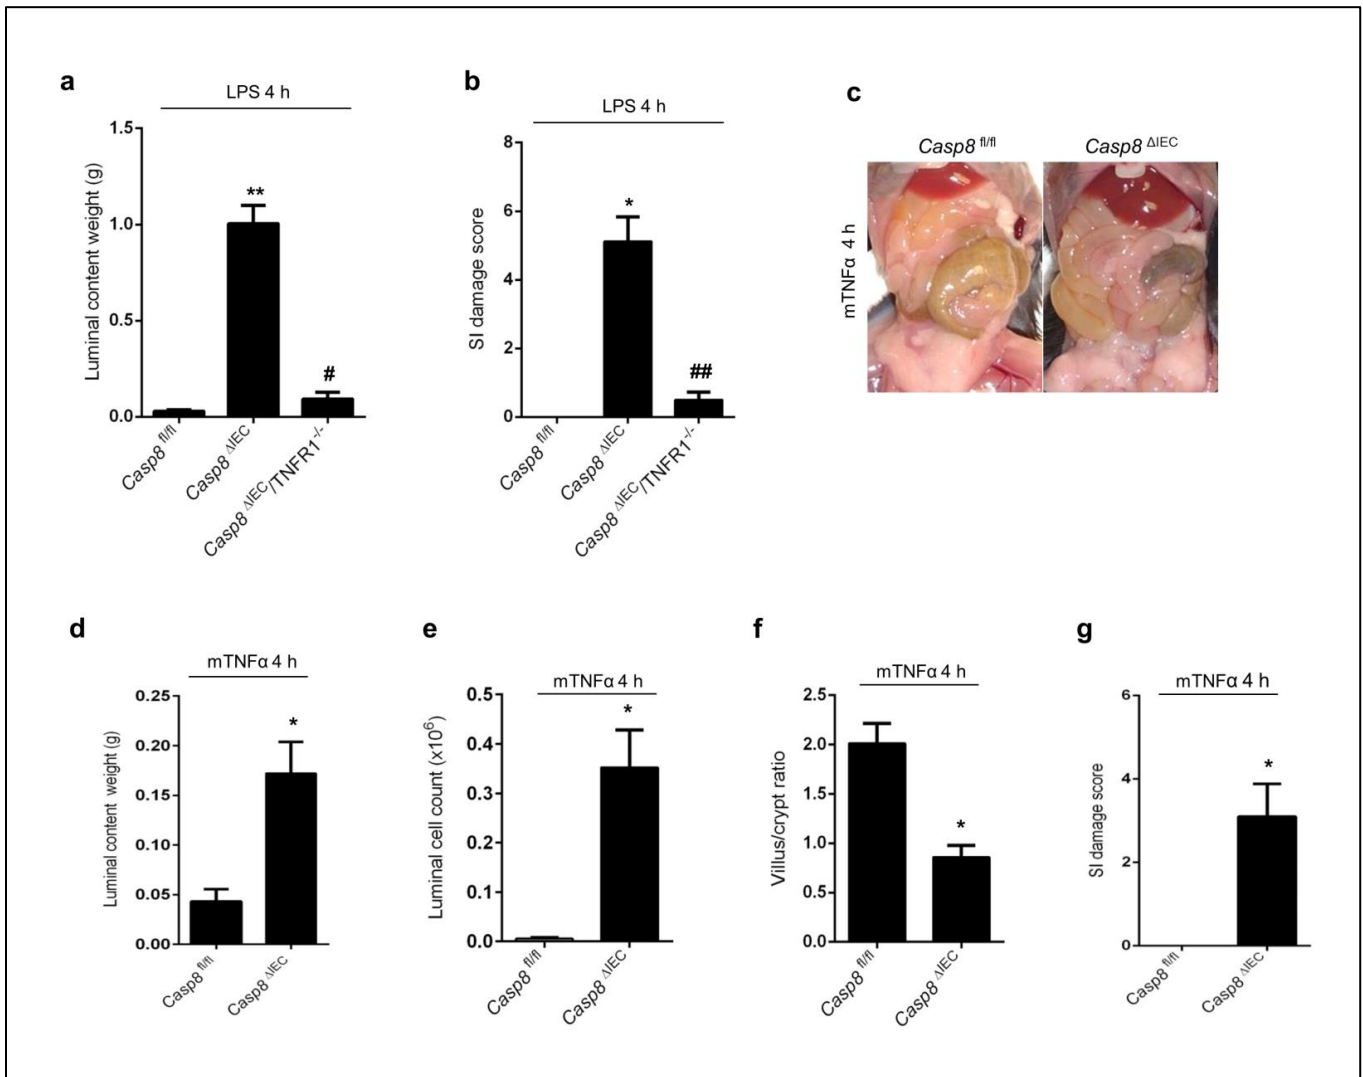 a
LPS 4 h
Luminal content weight (g)
1.5
1.0
0.5
0.0
**
#
Casp8 fl/fl
Casp8 ΔIEC
Casp8 ΔIEC/TNFR1-/-
b
LPS 4 h
SI damage score
8
6
4
2
0
*
##
Casp8 fl/fl
Casp8 ΔIEC
Casp8 ΔIEC/TNFR1-/-
c
Casp8 fl/fl
Casp8 ΔIEC
mTNFα 4 h
d
mTNFα 4 h
Luminal content weight (g)
0.25
0.20
0.15
0.10
0.05
0.00
*
Casp8 fl/fl
Casp8 ΔIEC
e
mTNFα 4 h
Luminal cell count (x10⁶)
0.5
0.4
0.3
0.2
0.1
0.0
*
Casp8 fl/fl
Casp8 ΔIEC
f
mTNFα 4 h
Villus/crypt ratio
2.5
2.0
1.5
1.0
0.5
0.0
*
Casp8 fl/fl
Casp8 ΔIEC
g
mTNFα 4 h
SI damage score
6
4
2
0
*
Casp8 fl/fl
Casp8 ΔIEC